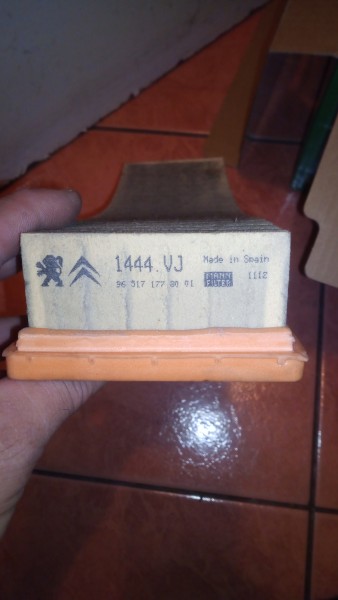 1444.VJ Made in Spain
96 517 177 80 01 MANN 1112
FILTER